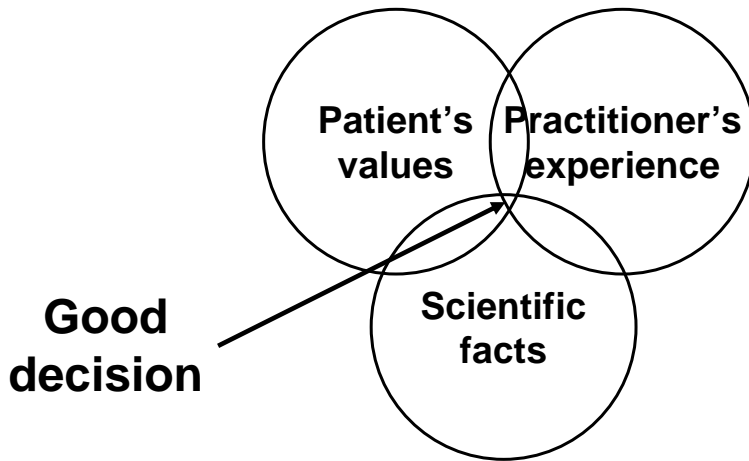 Patient's
values
Practitioner's
experience
Scientific
facts
Good
decision